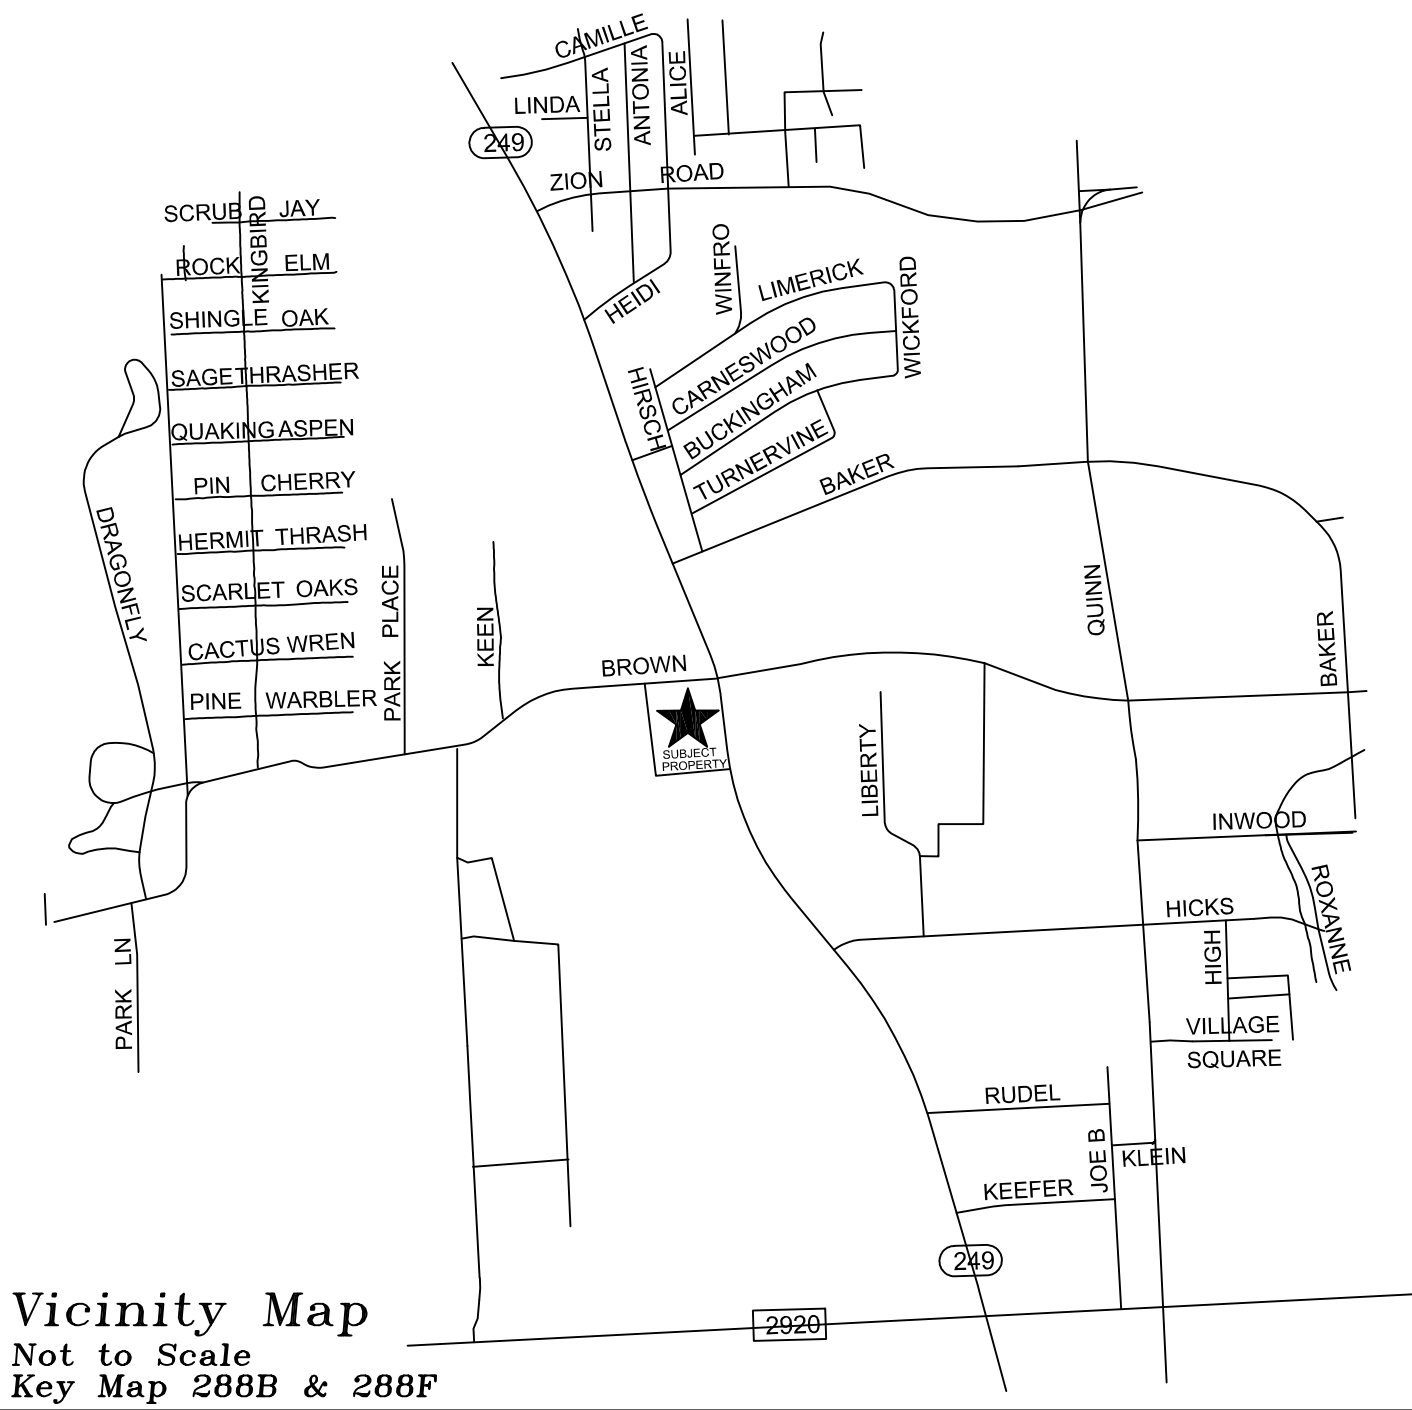 CAMILLE
LINDA
STELLA
ANTONIA
ALICE
249
ZION ROAD
SCRUB JAY
KINGBIRD
ROCK ELM
SHINGLE OAK
SAGETHRASHER
QUAKING ASPEN
PIN CHERRY
HERMIT THRASH
SCARLET OAKS
CACTUS WREN
PINE WARBLER
DRAGONFLY
PARK PLACE
KEEN
HEIDI
WINFRO
LIMERICK
WICKFORD
HIRSCH
CARNESWOOD
BUCKINGHAM
TURNERVINE
BAKER
QUINN
BAKER
BROWN
SUBJECT
PROPERTY
LIBERTY
INWOOD
ROXANNE
HICKS
HIGH
VILLAGE
SQUARE
PARK LN
RUDEL
JOE B
KLEIN
KEEFER
249
2920
Vicinity Map
Not to Scale
Key Map 288B & 288F